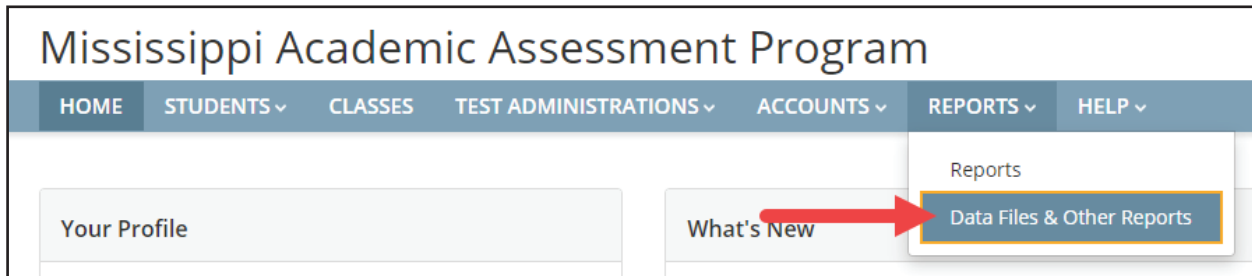 Mississippi Academic Assessment Program
HOME STUDENTS CLASSES TEST ADMINISTRATIONS ACCOUNTS REPORTS HELP
Reports
Data Files & Other Reports
Your Profile
What's New